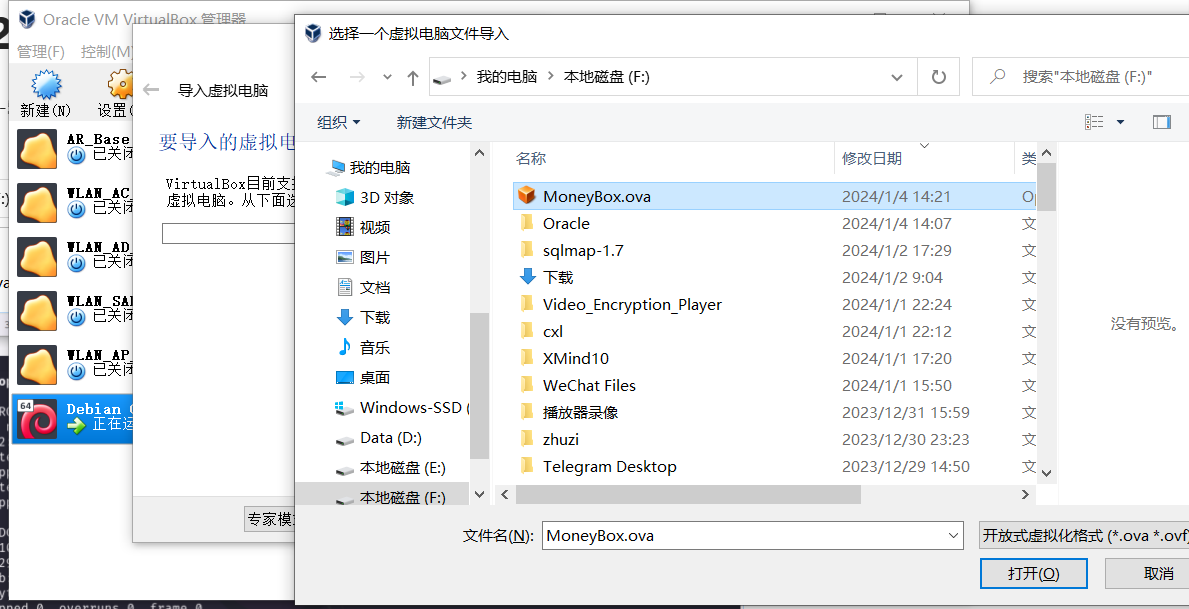 Oracle VM VirtualBox 管理器
管理(F) 控制(M)
新建(N) 设置(
AR_Base
已关闭
WLAN_AC
已关闭
WLAN_AD
已关闭
WLAN_SA
已关闭
WLAN_AP
已关闭
64
Debian
正在运
导入虚拟电脑
要导入的虚拟电
VirtualBox目前支持
虚拟电脑。从下面选
专家模式
选择一个虚拟电脑文件导入
我的电脑 本地磁盘 (F:)
搜索"本地磁盘 (F:)"
组织 新建文件夹
我的电脑
3D 对象
视频
图片
文档
下载
音乐
桌面
Windows-SSD (
Data (D:)
本地磁盘 (E:)
本地磁盘 (F:)
名称 修改日期 类
MoneyBox.ova 2024/1/4 14:21 Op
Oracle 2024/1/4 14:07 文
sqlmap-1.7 2024/1/2 17:29 文
下载 2024/1/2 9:04 文
Video_Encryption_Player 2024/1/1 22:24 文
cxl 2024/1/1 22:12 文
XMind10 2024/1/1 17:20 文
WeChat Files 2024/1/1 15:50 文
播放器录像 2023/12/31 15:59 文
zhuzi 2023/12/30 23:23 文
Telegram Desktop 2023/12/29 14:50 文
没有预览。
文件名(N): MoneyBox.ova
开放式虚拟化格式 (*.ova *.ovf)
打开(O) 取消
overruns 0 frame 0